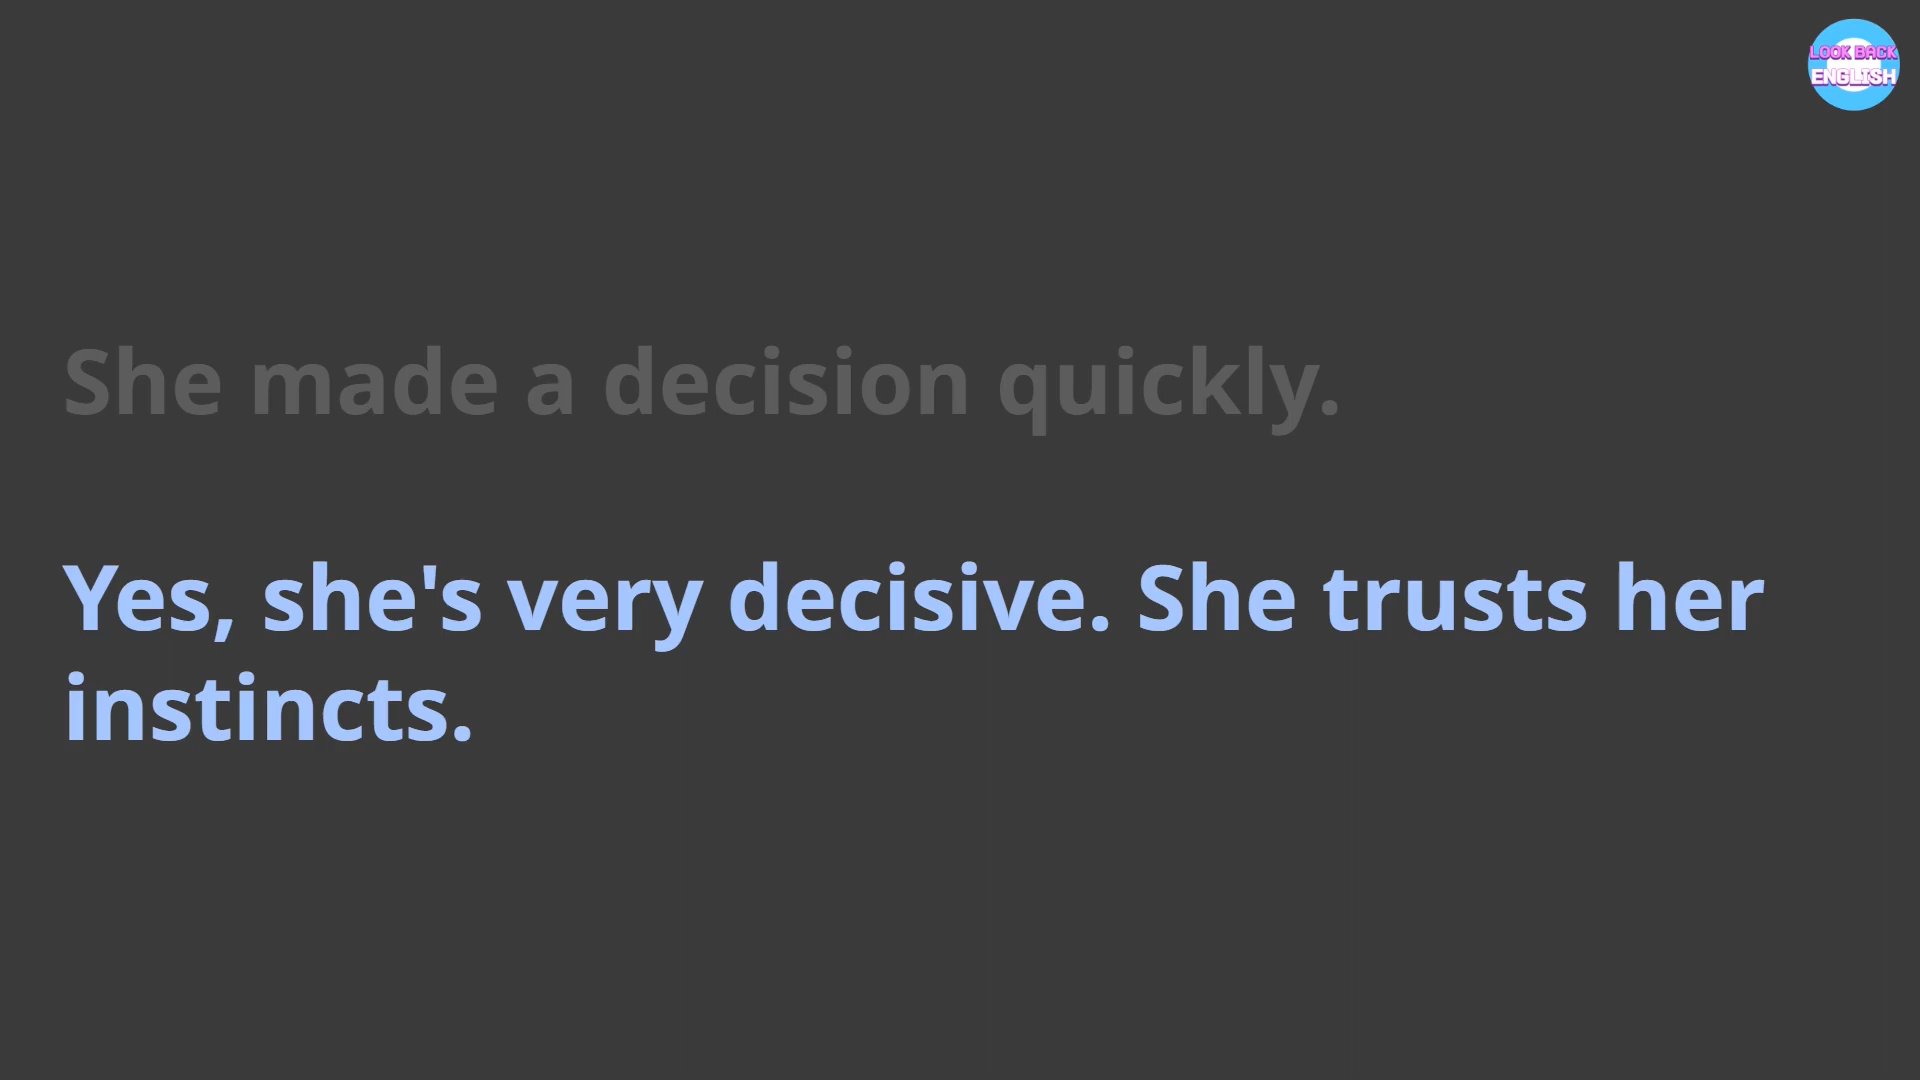 LOOK BACK
ENGLISH
She made a decision quickly.
Yes, she's very decisive. She trusts her
instincts.